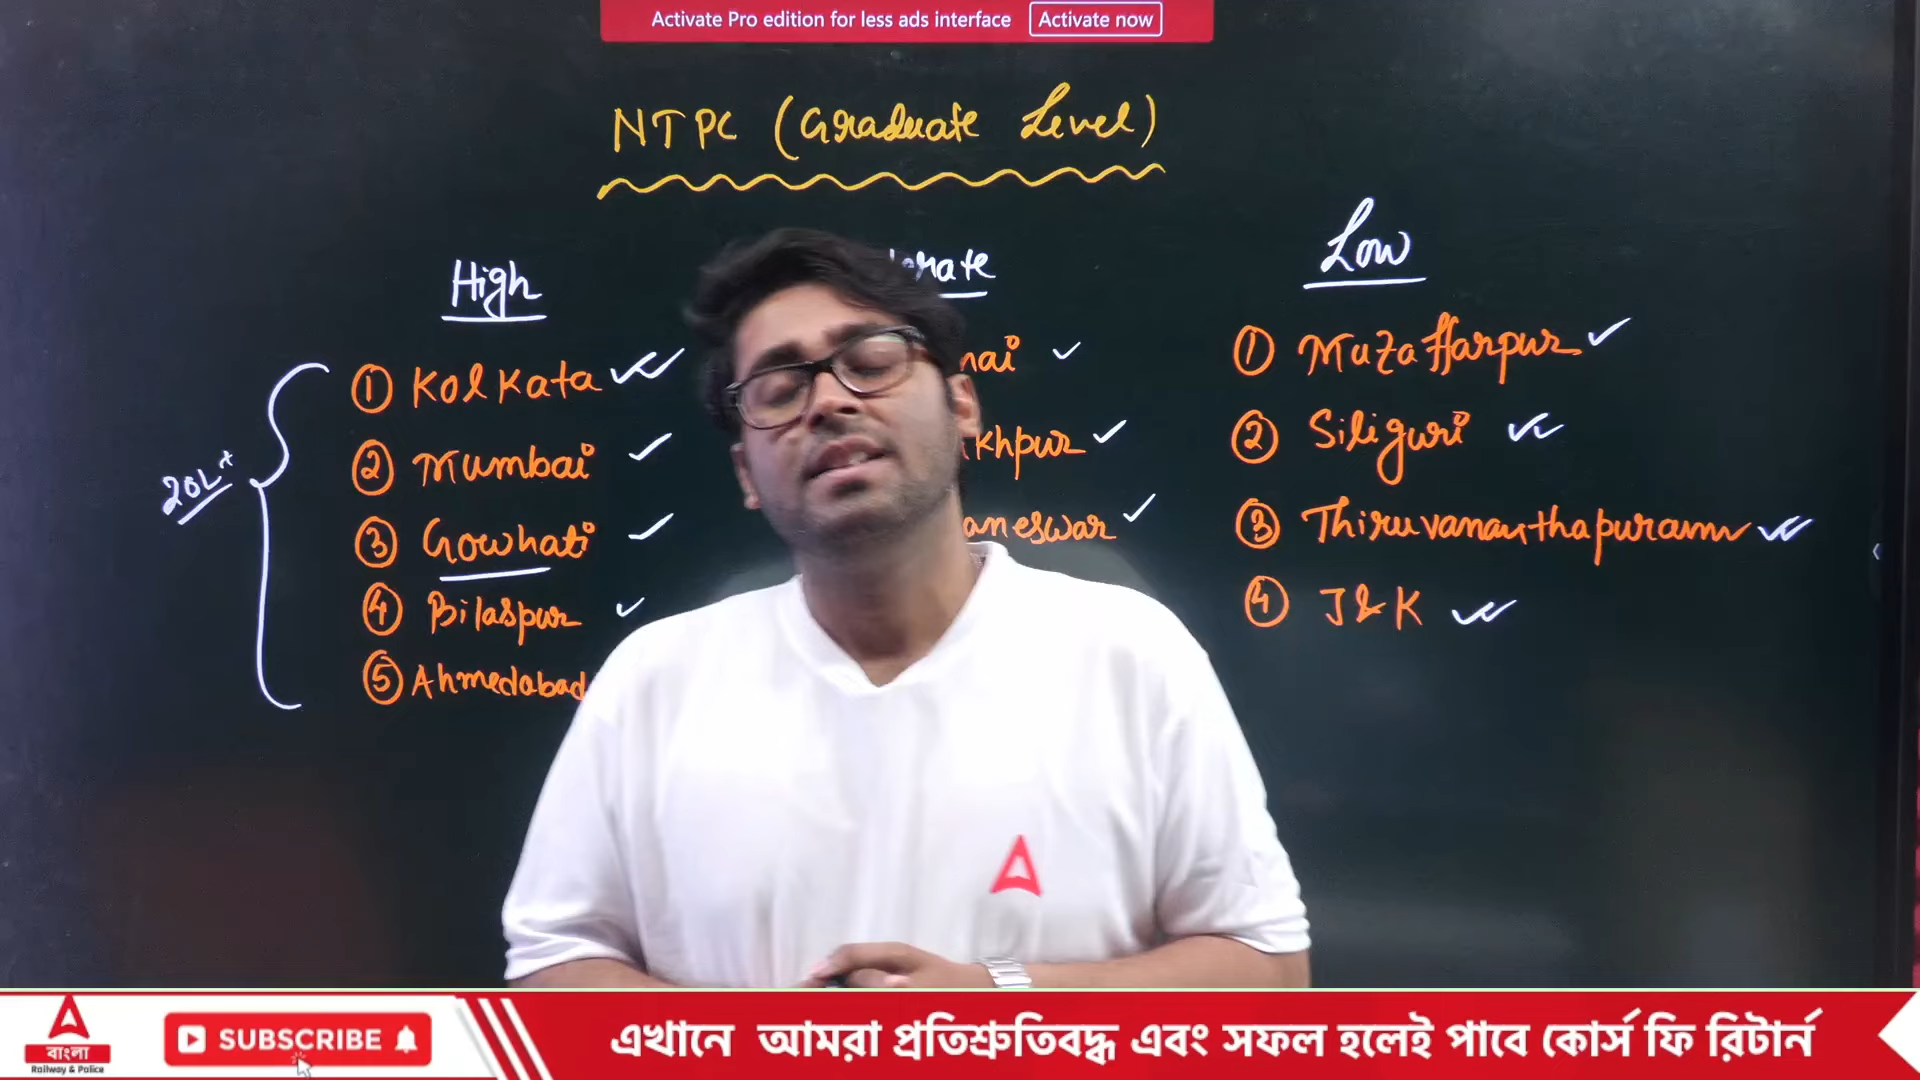 Activate Pro edition for less ads interface Activate now
NTPC (Graduate Level)
High
① Kolkata
② Mumbai
③ Gowhati
④ Bilaspur
⑤ Ahmedabad
20L+
Low
① Muzaffarpur
② Siliguri
③ Thiruvananthapuram
④ J&K
বাংলা
Railway & Police
SUBSCRIBE
এখানে আমরা প্রতিশ্রুতিবদ্ধ এবং সফল হলেই পাবে কোর্স ফি রিটার্ন